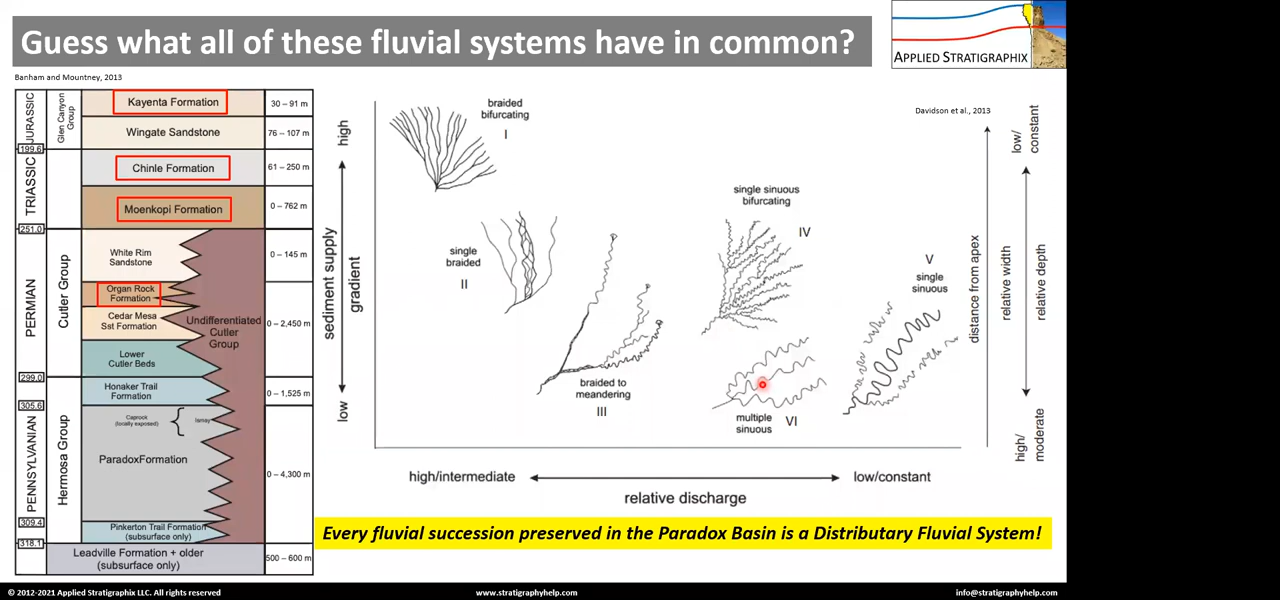 Guess what all of these fluvial systems have in common?
APPLIED STRATIGRAPHIX
Banham and Mountney, 2013
JURASSIC
Glen Canyon
Group
Kayenta Formation
30 – 91 m
Wingate Sandstone
76 – 107 m
199.6
TRIASSIC
Chinle Formation
61 – 250 m
Moenkopi Formation
0 – 762 m
251.0
PERMIAN
Cutler Group
White Rim
Sandstone
0 – 145 m
Organ Rock
Formation
Cedar Mesa
Sst Formation
Undifferentiated
Cutler
Group
0 – 2,450 m
Lower
Cutler Beds
299.0
Honaker Trail
Formation
0 – 1,525 m
305.6
PENNSYLVANIAN
Hermosa Group
Caprock
(locally exposed)
Ismay
ParadoxFormation
0 – 4,300 m
309.4
Pinkerton Trail Formation
(subsurface only)
318.1
Leadville Formation + older
(subsurface only)
500 – 600 m
Davidson et al., 2013
high
sediment supply
gradient
low
braided
bifurcating
I
single
braided
II
braided to
meandering
III
single sinuous
bifurcating
IV
V
single
sinuous
multiple
sinuous
VI
distance from apex
relative width
low/
constant
relative depth
high/
moderate
high/intermediate
low/constant
relative discharge
Every fluvial succession preserved in the Paradox Basin is a Distributary Fluvial System!
© 2012-2021 Applied Stratigraphix LLC. All rights reserved
www.stratigraphyhelp.com
info@stratigraphyhelp.com